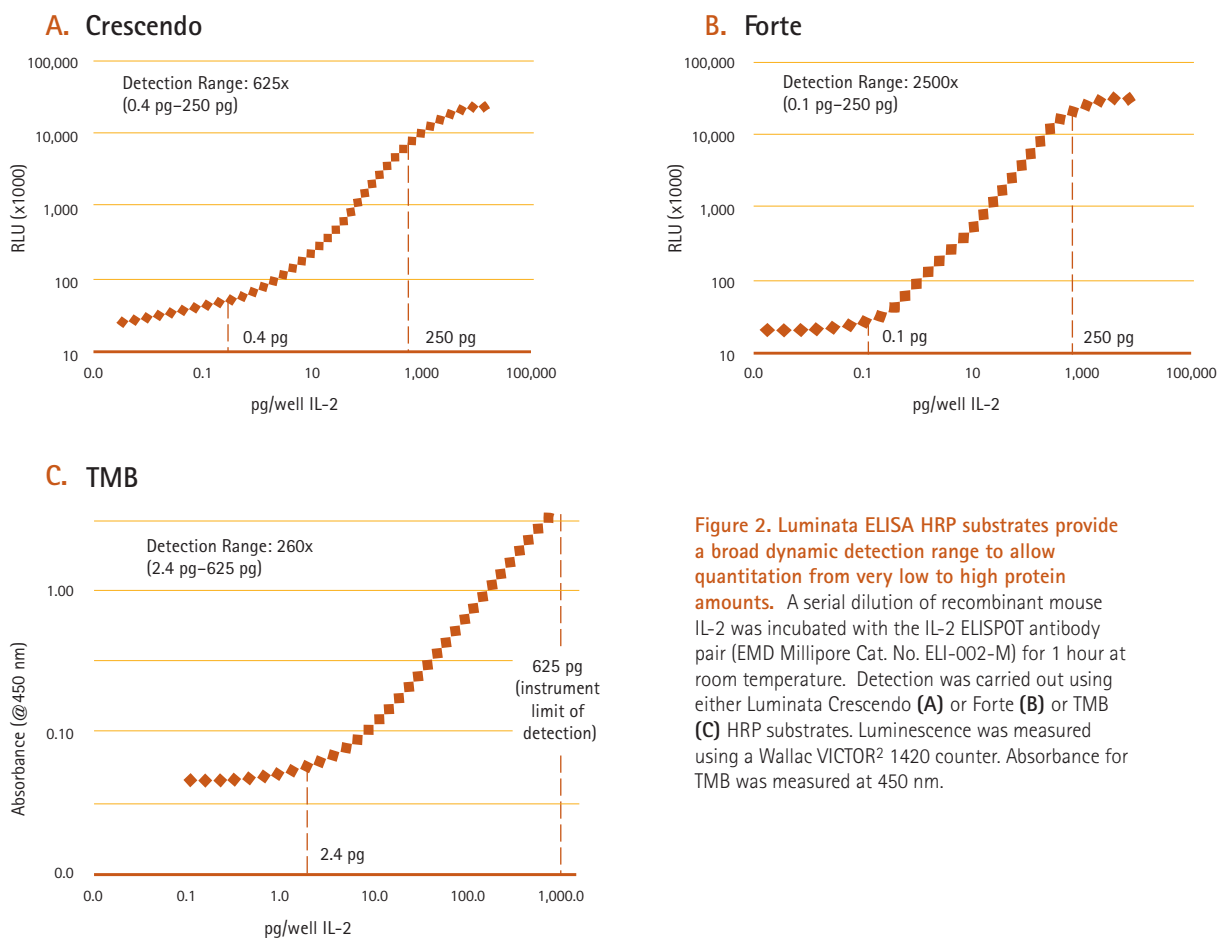 A. Crescendo
100,000
10,000
1,000
100
10
RLU (x1000)
Detection Range: 625x
(0.4 pg–250 pg)
0.4 pg
250 pg
0.0 0.1 10 1,000 100,000
pg/well IL-2
B. Forte
100,000
10,000
1,000
100
10
RLU (x1000)
Detection Range: 2500x
(0.1 pg–250 pg)
0.1 pg
250 pg
0.0 0.1 10 1,000 100,000
pg/well IL-2
C. TMB
1.00
0.10
0.0
Absorbance (@450 nm)
Detection Range: 260x
(2.4 pg–625 pg)
625 pg
(instrument
limit of
detection)
2.4 pg
0.0 0.1 1.0 10.0 100.0 1,000.0
pg/well IL-2
Figure 2. Luminata ELISA HRP substrates provide
a broad dynamic detection range to allow
quantitation from very low to high protein
amounts. A serial dilution of recombinant mouse
IL-2 was incubated with the IL-2 ELISPOT antibody
pair (EMD Millipore Cat. No. ELI-002-M) for 1 hour at
room temperature. Detection was carried out using
either Luminata Crescendo (A) or Forte (B) or TMB
(C) HRP substrates. Luminescence was measured
using a Wallac VICTOR² 1420 counter. Absorbance for
TMB was measured at 450 nm.